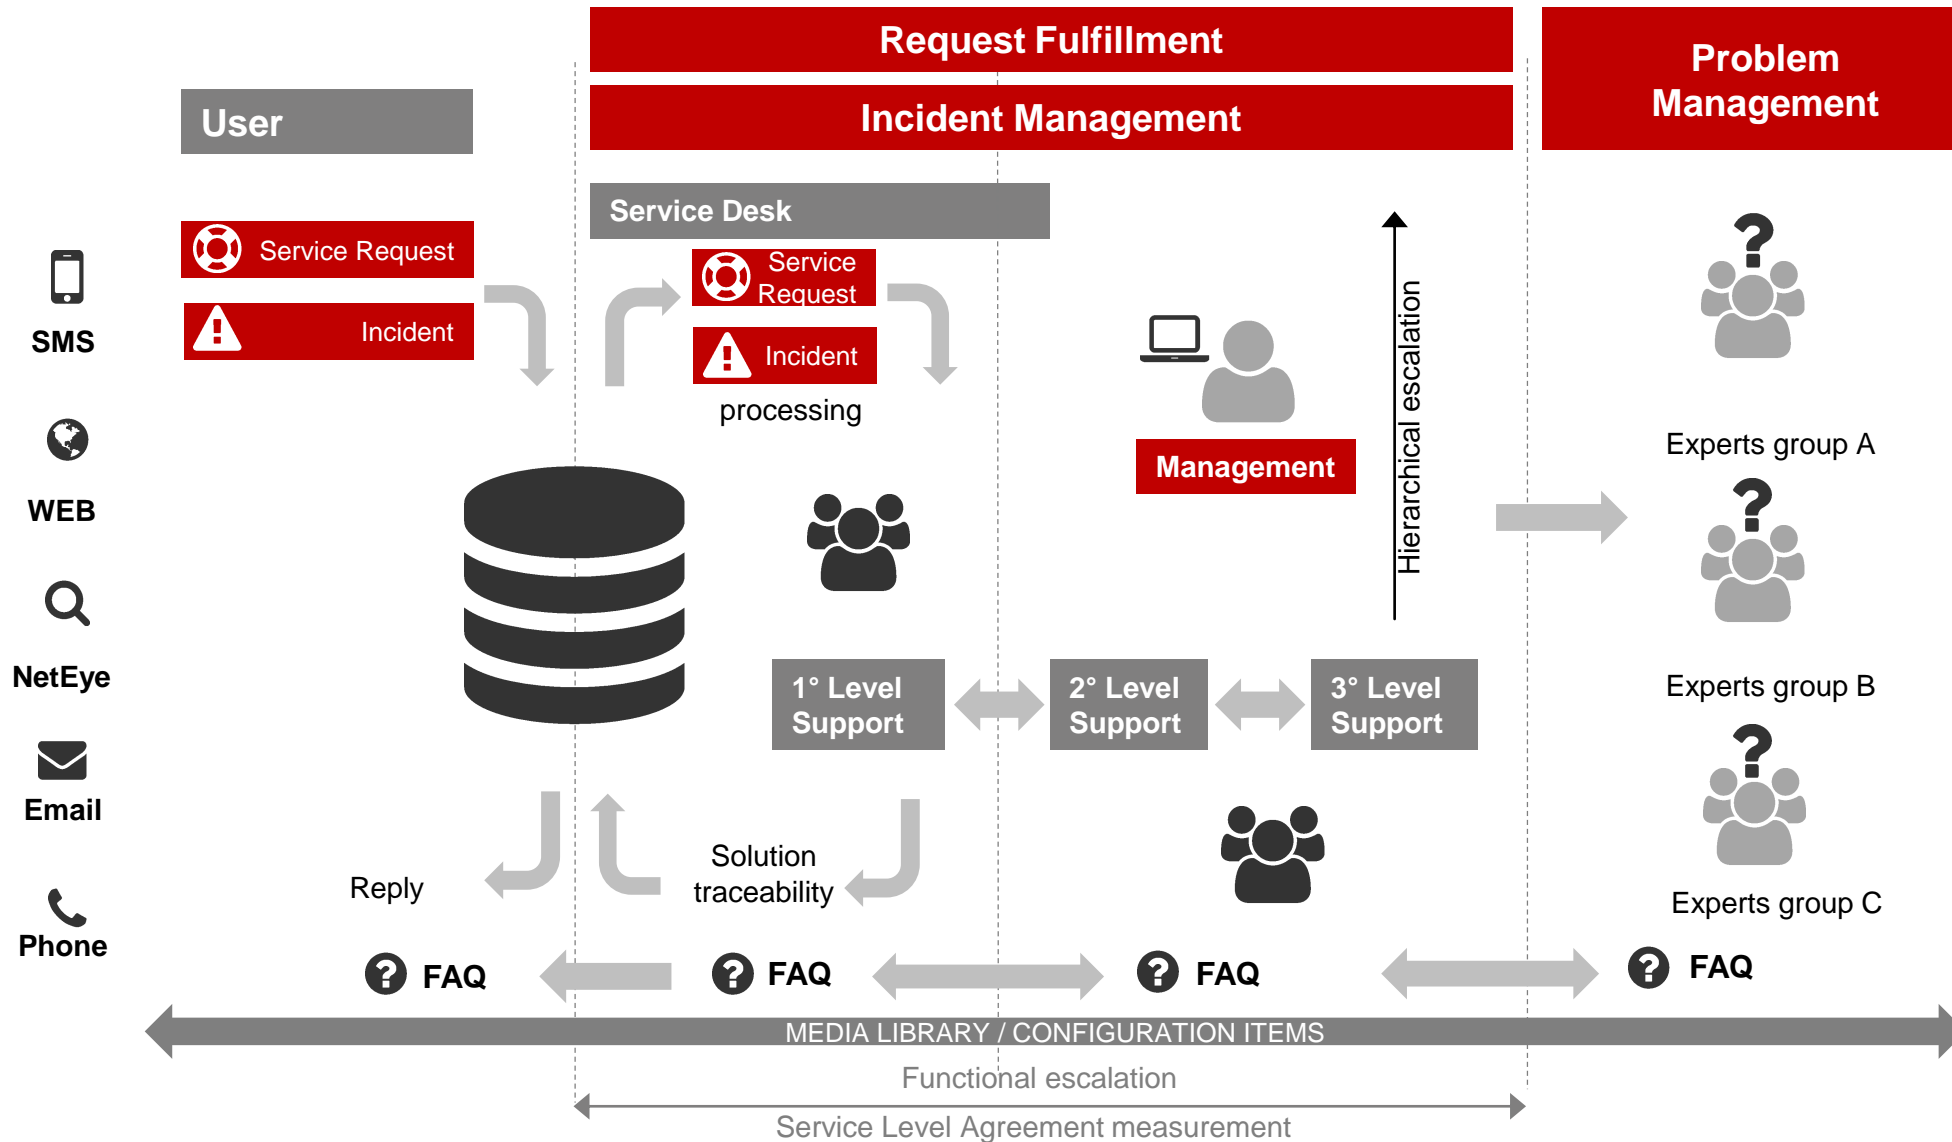 Request Fulfillment
Problem
Management
User
Incident Management
Service Desk
Service Request
Incident
Service
Request
Incident
processing
Hierarchical escalation
Management
SMS
WEB
NetEye
Email
Phone
Experts group A
Experts group B
Experts group C
1° Level
Support
2° Level
Support
3° Level
Support
Reply
Solution
traceability
FAQ
FAQ
FAQ
FAQ
MEDIA LIBRARY / CONFIGURATION ITEMS
Functional escalation
Service Level Agreement measurement